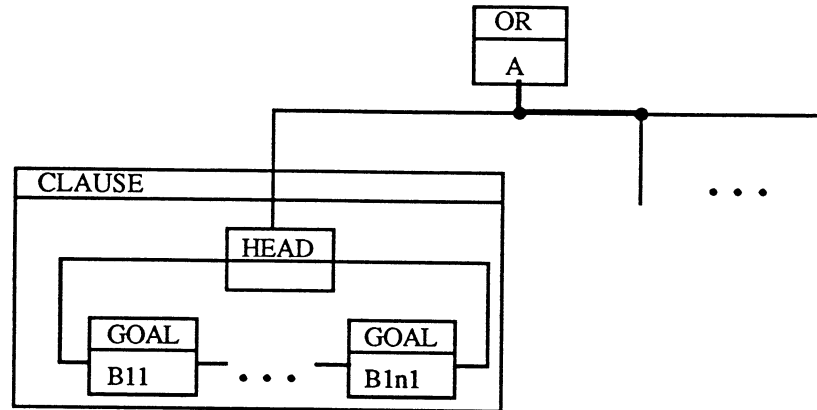 OR
A
CLAUSE
. . .
HEAD
GOAL
GOAL
B11
. . .
B1n1